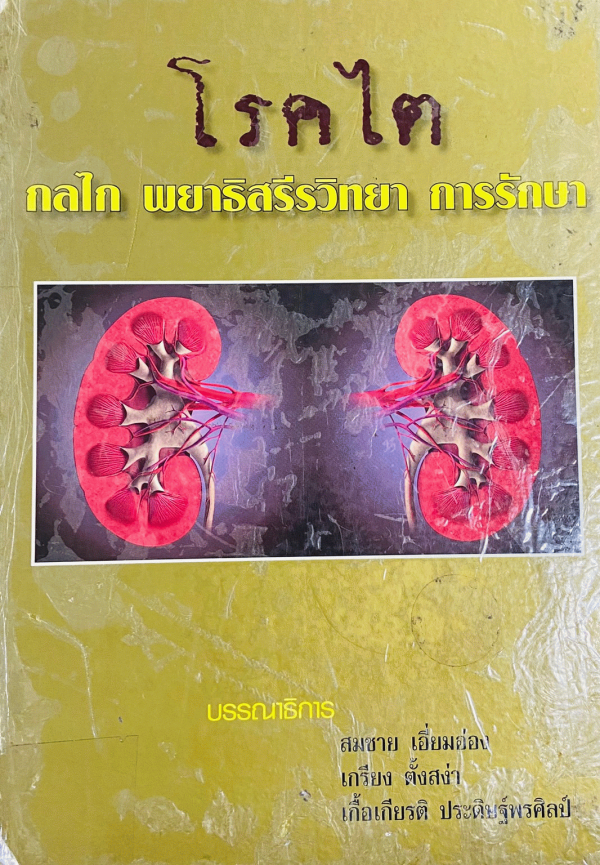 โรคไต
กลไก พยาธิสรีรวิทยา การรักษา
บรรณาธิการ
สมชาย เอี่ยมอ่อง
เกรียง ตั้งสง่า
เกื้อเกียรติ ประดิษฐ์พรศิลป์